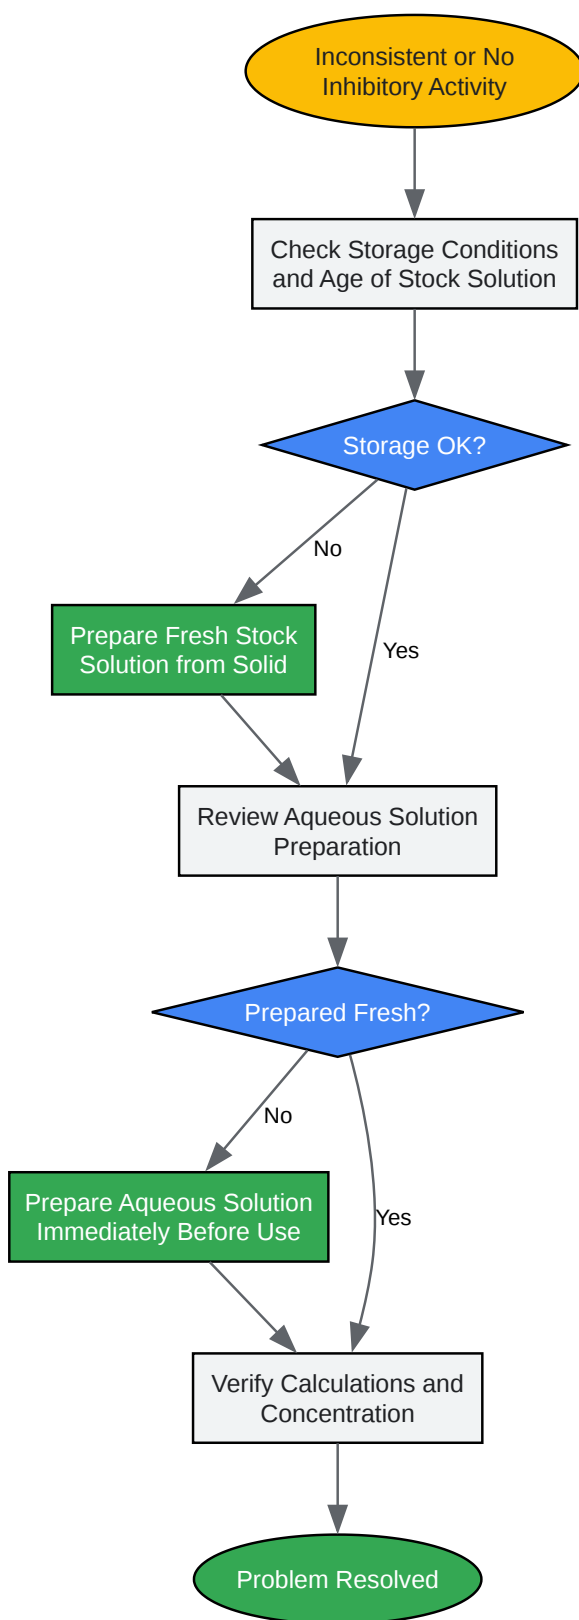 Inconsistent or No
Inhibitory Activity
Check Storage Conditions
and Age of Stock Solution
Storage OK?
No
Prepare Fresh Stock
Solution from Solid
Yes
Review Aqueous Solution
Preparation
Prepared Fresh?
No
Prepare Aqueous Solution
Immediately Before Use
Yes
Verify Calculations and
Concentration
Problem Resolved